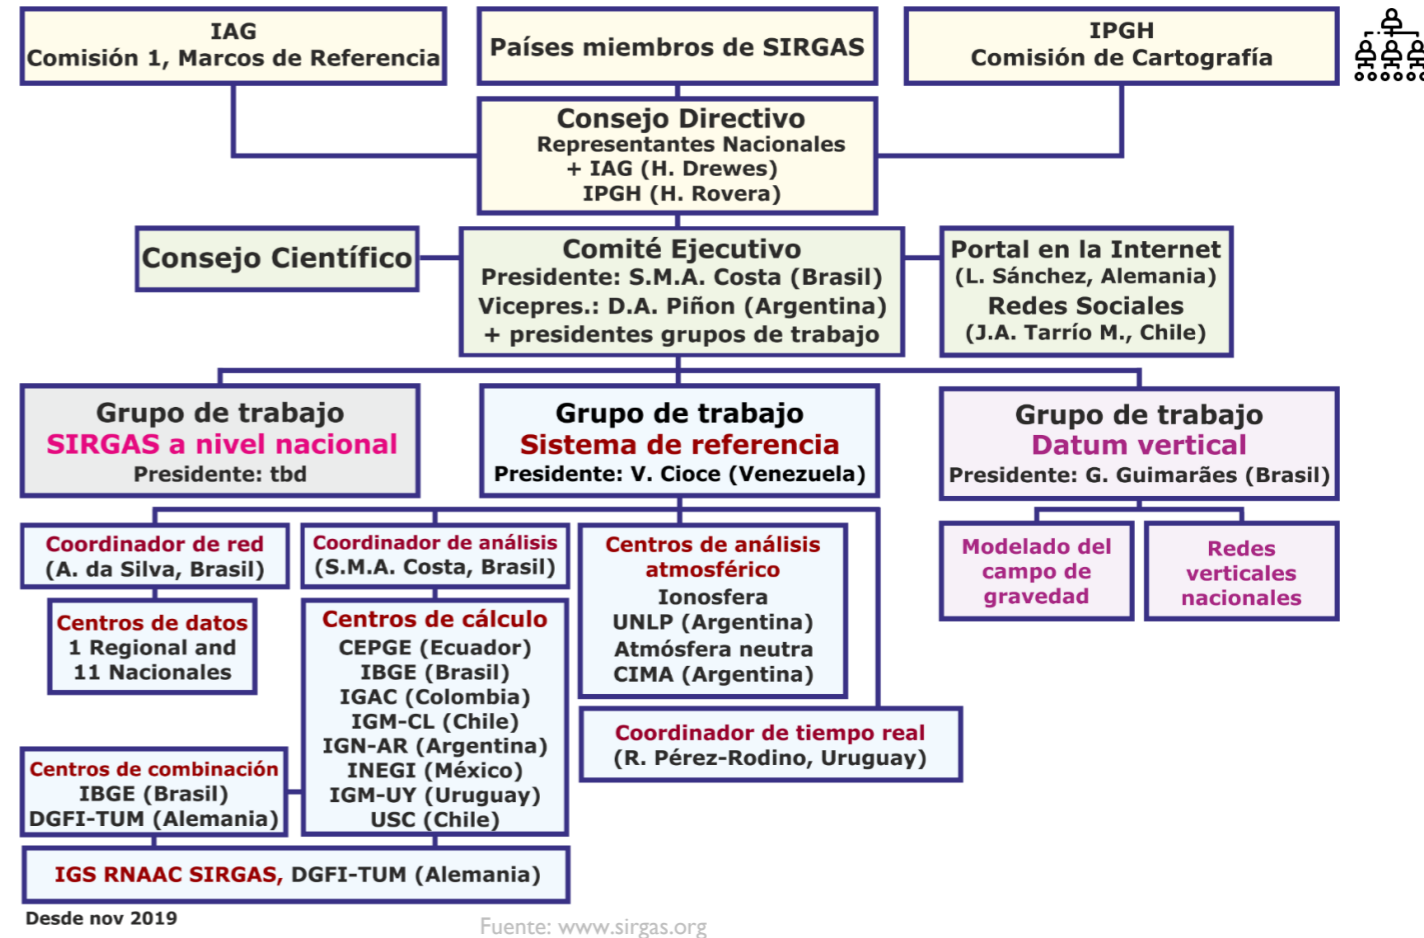 IAG
Comisión 1, Marcos de Referencia
Países miembros de SIRGAS
IPGH
Comisión de Cartografía
Consejo Directivo
Representantes Nacionales
+ IAG (H. Drewes)
IPGH (H. Rovera)
Consejo Científico
Comité Ejecutivo
Presidente: S.M.A. Costa (Brasil)
Vicepres.: D.A. Piñon (Argentina)
+ presidentes grupos de trabajo
Portal en la Internet
(L. Sánchez, Alemania)
Redes Sociales
(J.A. Tarrío M., Chile)
Grupo de trabajo
SIRGAS a nivel nacional
Presidente: tbd
Grupo de trabajo
Sistema de referencia
Presidente: V. Cioce (Venezuela)
Grupo de trabajo
Datum vertical
Presidente: G. Guimarães (Brasil)
Coordinador de red
(A. da Silva, Brasil)
Coordinador de análisis
(S.M.A. Costa, Brasil)
Centros de análisis
atmosférico
Ionosfera
UNLP (Argentina)
Atmósfera neutra
CIMA (Argentina)
Modelado del
campo de
gravedad
Redes
verticales
nacionales
Centros de datos
1 Regional and
11 Nacionales
Centros de cálculo
CEPGE (Ecuador)
IBGE (Brasil)
IGAC (Colombia)
IGM-CL (Chile)
IGN-AR (Argentina)
INEGI (México)
IGM-UY (Uruguay)
USC (Chile)
Coordinador de tiempo real
(R. Pérez-Rodino, Uruguay)
Centros de combinación
IBGE (Brasil)
DGFI-TUM (Alemania)
IGS RNAAC SIRGAS, DGFI-TUM (Alemania)
Desde nov 2019
Fuente: www.sirgas.org